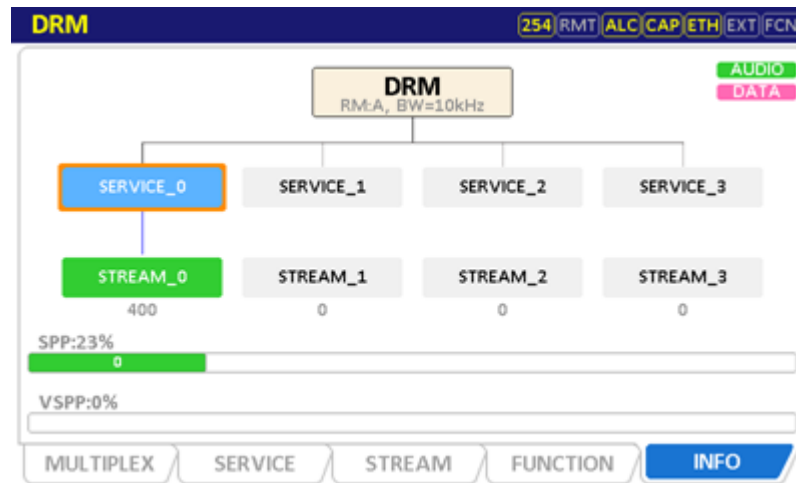 DRM 254 RMT ALC CAP ETH EXT FCN
AUDIO
DATA
DRM
RM:A, BW=10kHz
SERVICE_0 SERVICE_1 SERVICE_2 SERVICE_3
STREAM_0 STREAM_1 STREAM_2 STREAM_3
400 0 0 0
SPP:23%
0
VSPP:0%
MULTIPLEX SERVICE STREAM FUNCTION INFO